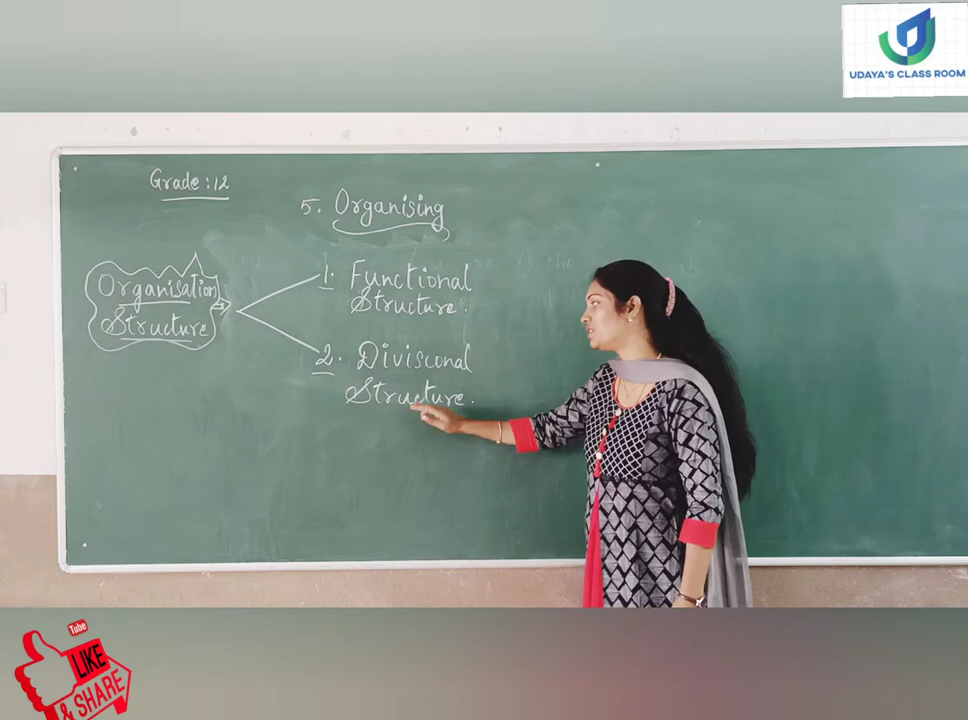 UDAYA'S CLASS ROOM
Grade : 12
5. Organising
Organisation
Structure
1. Functional
Structure.
2. Divisional
Structure.
Tube
LIKE
& SHARE